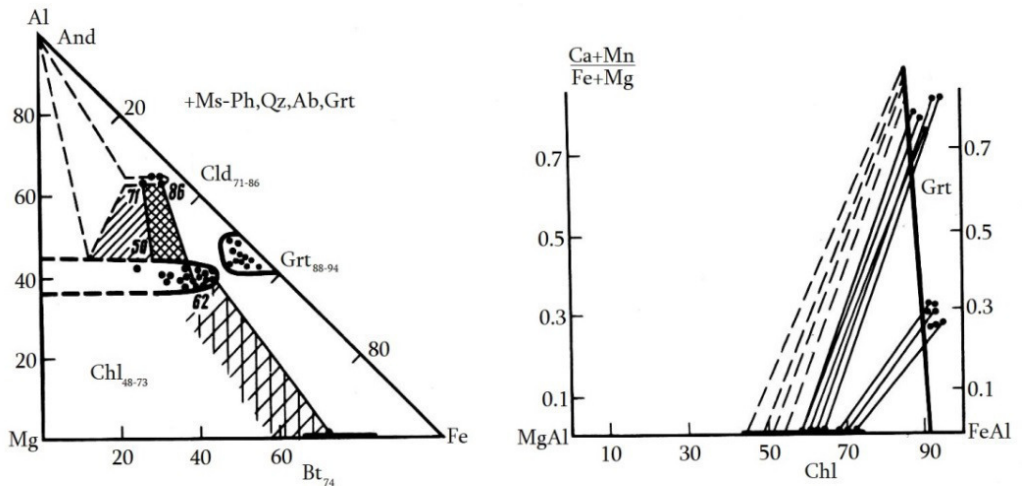 Al
And
20
+Ms-Ph,Qz,Ab,Grt
80
Cld71-86
71
86
60
50
Grt88-94
40
62
80
20
Chl48-73
Mg
Fe
20
40
60
Bt74
Ca+Mn
Fe+Mg
0.7
0.7
Grt
0.5
0.5
0.3
0.3
0.1
0.1
MgAl
FeAl
10
30
50
70
90
Chl